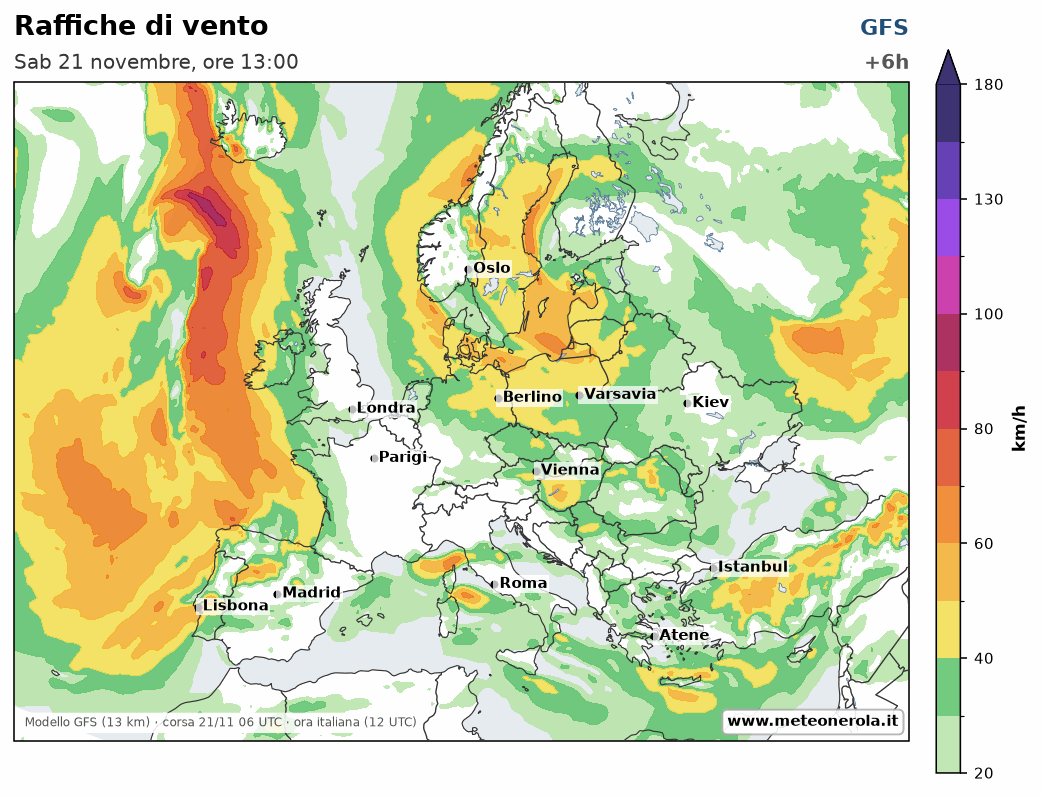 Raffiche di vento
GFS
Sab 21 novembre, ore 13:00
+6h
180
130
100
80
60
40
20
km/h
Oslo
Berlino
Varsavia
Kiev
Londra
Parigi
Vienna
Istanbul
Roma
Madrid
Lisbona
Atene
Modello GFS (13 km) · corsa 21/11 06 UTC · ora italiana (12 UTC)
www.meteonerola.it